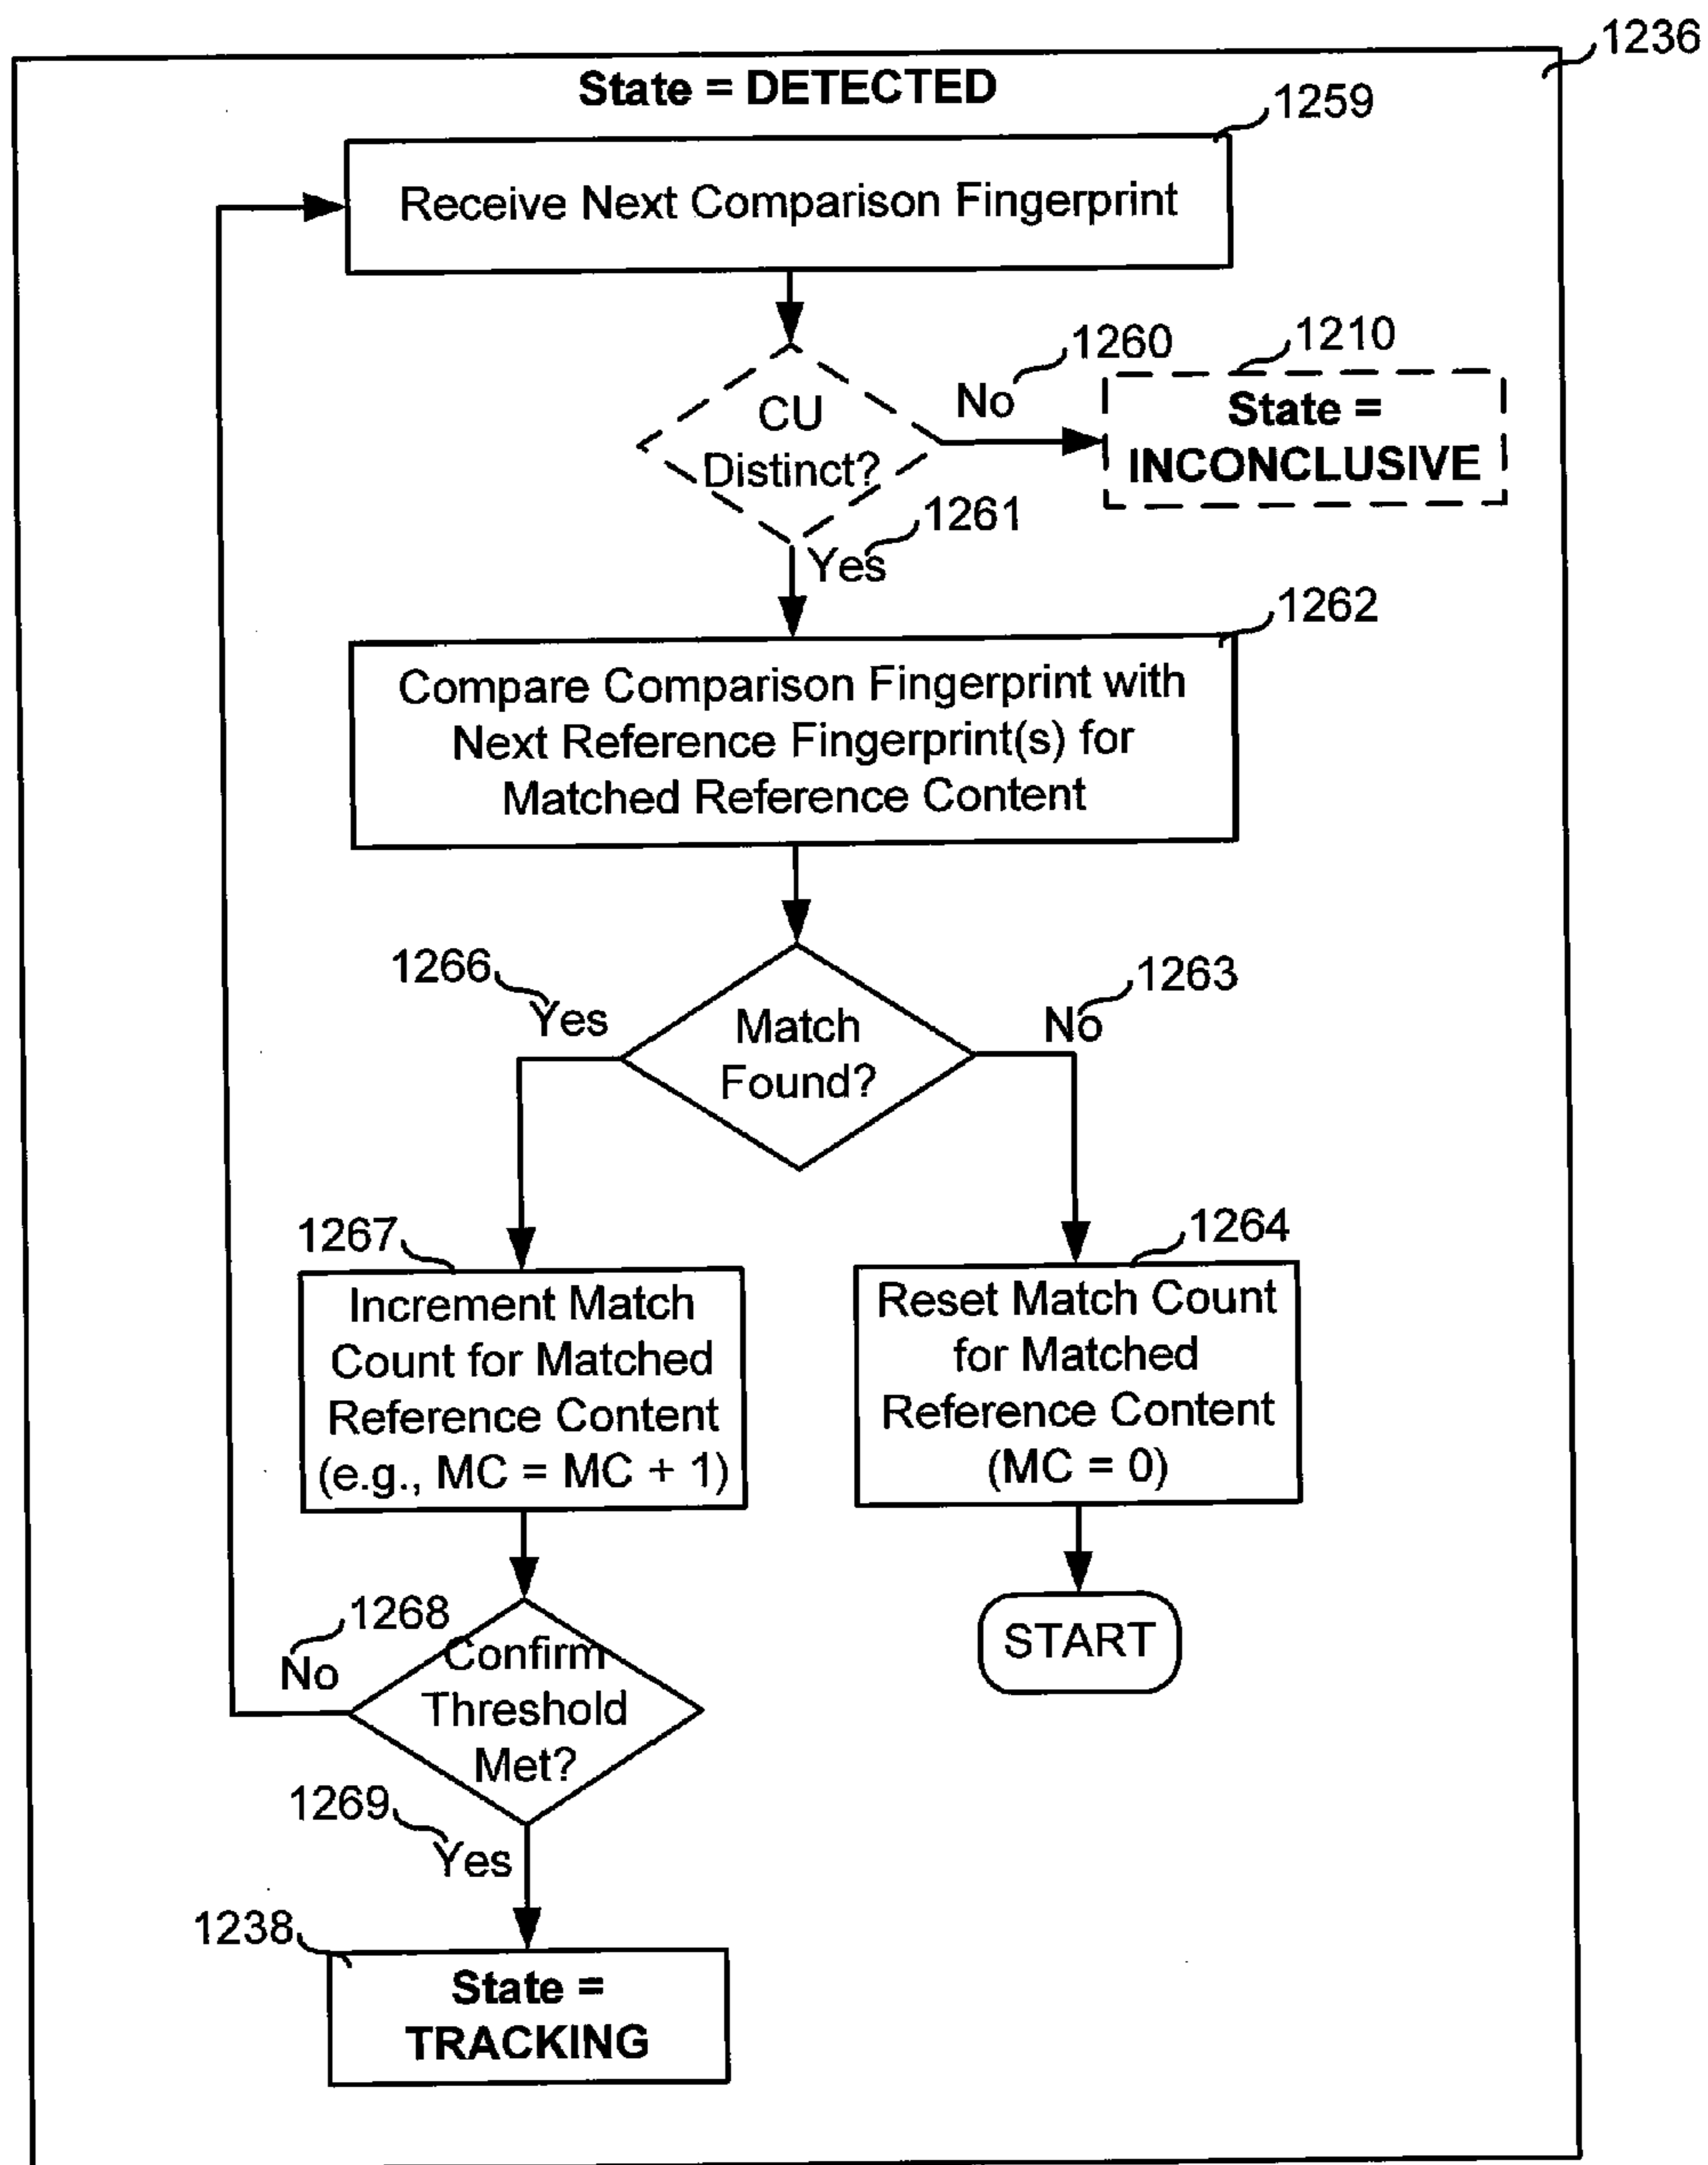 1236
State = DETECTED
1259
Receive Next Comparison Fingerprint
1260
1210
No
CU
Distinct?
State =
INCONCLUSIVE
1261
Yes
1262
Compare Comparison Fingerprint with
Next Reference Fingerprint(s) for
Matched Reference Content
1266
Yes
1263
No
Match
Found?
1267
Increment Match
Count for Matched
Reference Content
(e.g., MC = MC + 1)
1264
Reset Match Count
for Matched
Reference Content
(MC = 0)
START
1268
No
Confirm
Threshold
Met?
1269
Yes
1238
State =
TRACKING